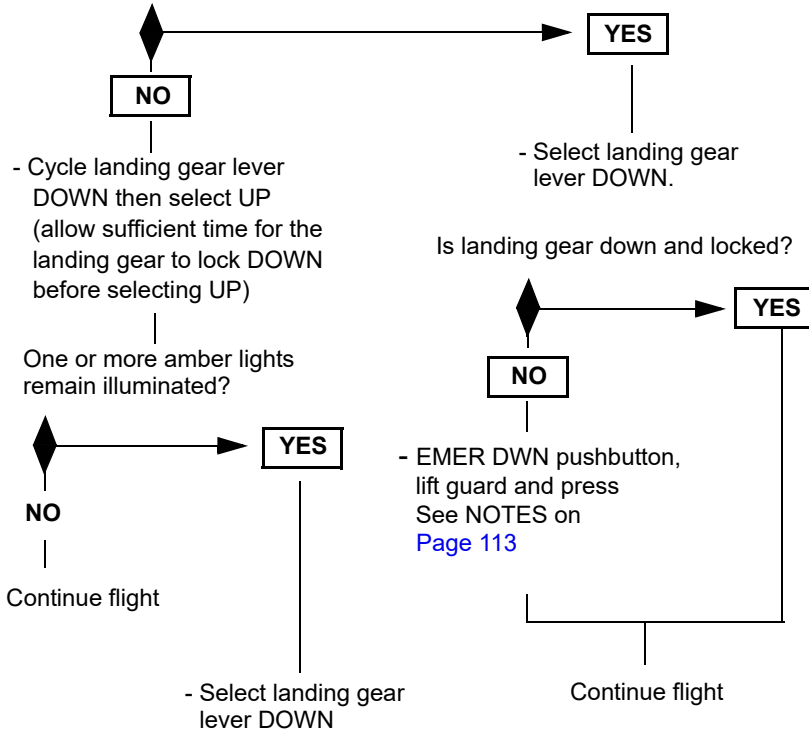 YES
NO
- Cycle landing gear lever
DOWN then select UP
(allow sufficient time for the
landing gear to lock DOWN
before selecting UP)
One or more amber lights
remain illuminated?
YES
NO
Continue flight
- Select landing gear
lever DOWN
- Select landing gear
lever DOWN.
Is landing gear down and locked?
YES
NO
- EMER DWN pushbutton,
lift guard and press
See NOTES on
Page 113
Continue flight